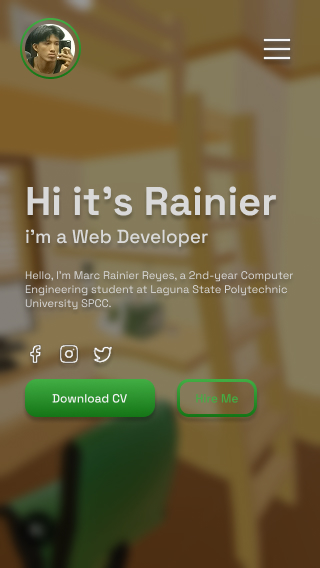 Hi it's Rainier
i'm a Web Developer
Hello, I'm Marc Rainier Reyes, a 2nd-year Computer
Engineering student at Laguna State Polytechnic
University SPCC.
Download CV
Hire Me